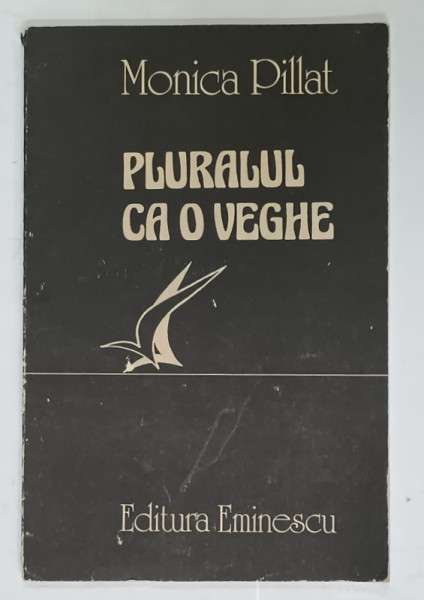 Monica Pillat
PLURALUL
CA O VEGHE
Editura Eminescu